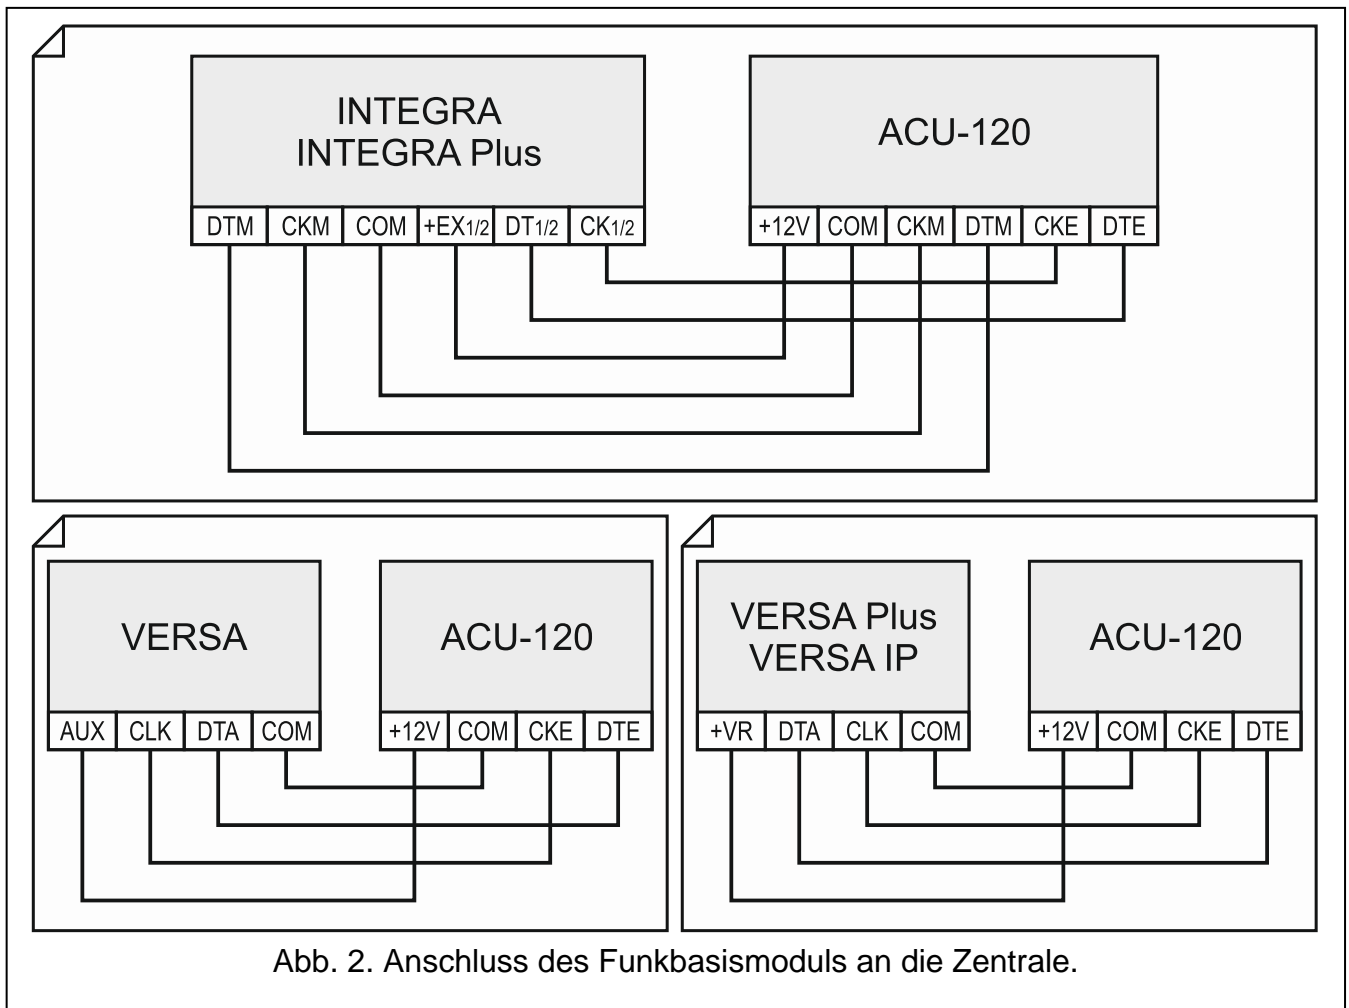 INTEGRA
INTEGRA Plus
ACU-120
DTM CKM COM +EX1/2 DT1/2 CK1/2
+12V COM CKM DTM CKE DTE
VERSA
ACU-120
AUX CLK DTA COM
+12V COM CKE DTE
VERSA Plus
VERSA IP
ACU-120
+VR DTA CLK COM
+12V COM CKE DTE
Abb. 2. Anschluss des Funkbasismoduls an die Zentrale.